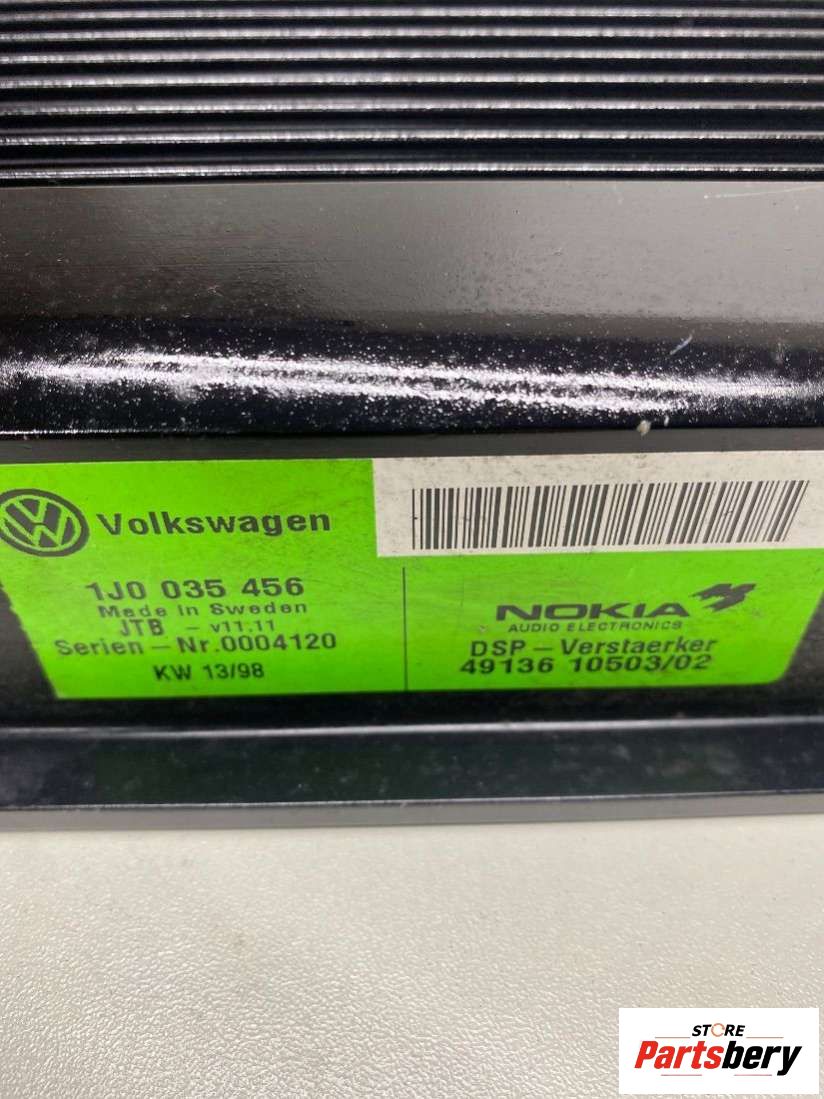 Volkswagen
1J0 035 456
Made in Sweden
JTB - v11.11
Serien - Nr.0004120
KW 13/98
NOKIA
AUDIO ELECTRONICS
DSP - Verstaerker
49136 10503/02
STORE
Partsbery